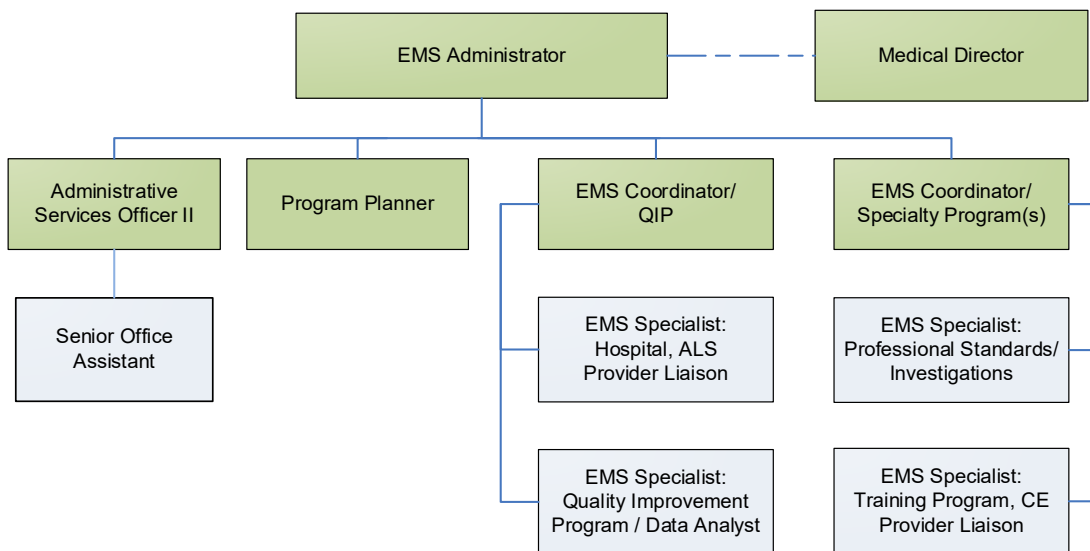 EMS Administrator
Medical Director
Administrative
Services Officer II
Program Planner
EMS Coordinator/
QIP
EMS Coordinator/
Specialty Program(s)
Senior Office
Assistant
EMS Specialist:
Hospital, ALS
Provider Liaison
EMS Specialist:
Professional Standards/
Investigations
EMS Specialist:
Quality Improvement
Program / Data Analyst
EMS Specialist:
Training Program, CE
Provider Liaison